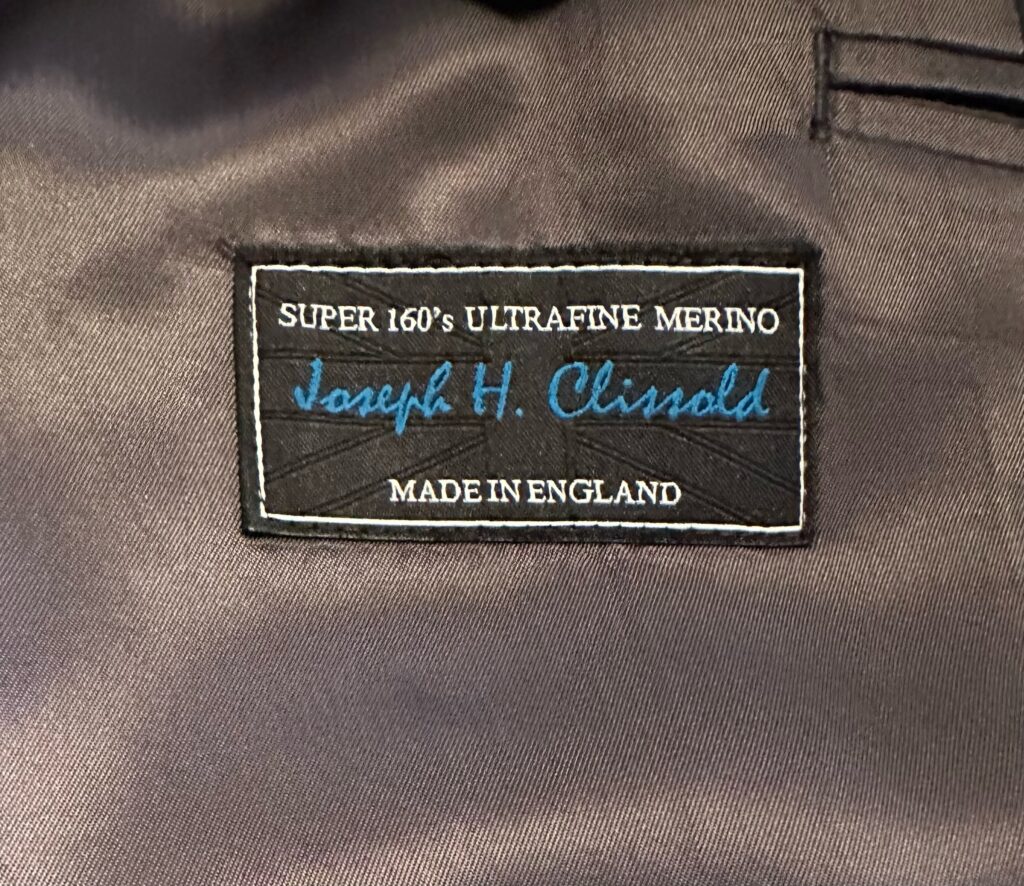 SUPER 160's ULTRAFINE MERINO
Joseph H. Clissold
MADE IN ENGLAND